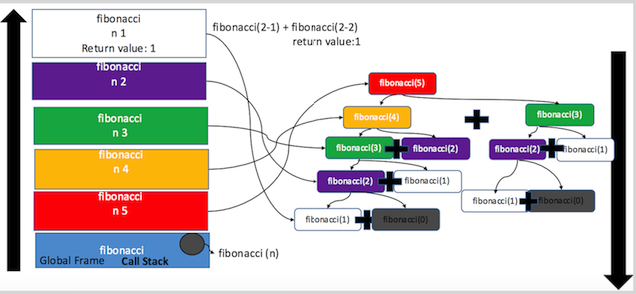 fibonacci
n 1
Return value: 1
fibonacci(2-1) + fibonacci(2-2)
return value:1
fibonacci
n 2
fibonacci
n 3
fibonacci
n 4
fibonacci
n 5
fibonacci
Global Frame Call Stack
fibonacci (n)
fibonacci(5)
fibonacci(4)
fibonacci(3)
fibonacci(3)
fibonacci(2)
fibonacci(2)
fibonacci(1)
fibonacci(2)
fibonacci(1)
fibonacci(1)
fibonacci(0)
fibonacci(1)
fibonacci(0)